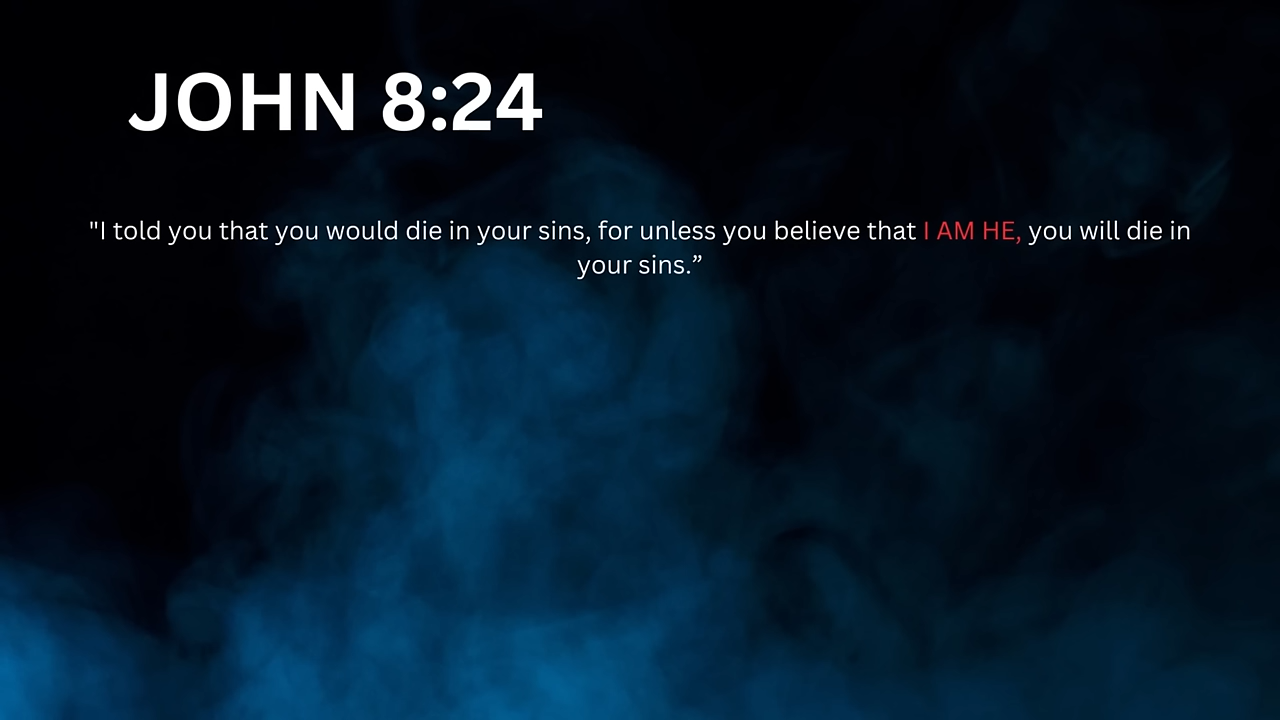 JOHN 8:24
"I told you that you would die in your sins, for unless you believe that I AM HE, you will die in
your sins.”